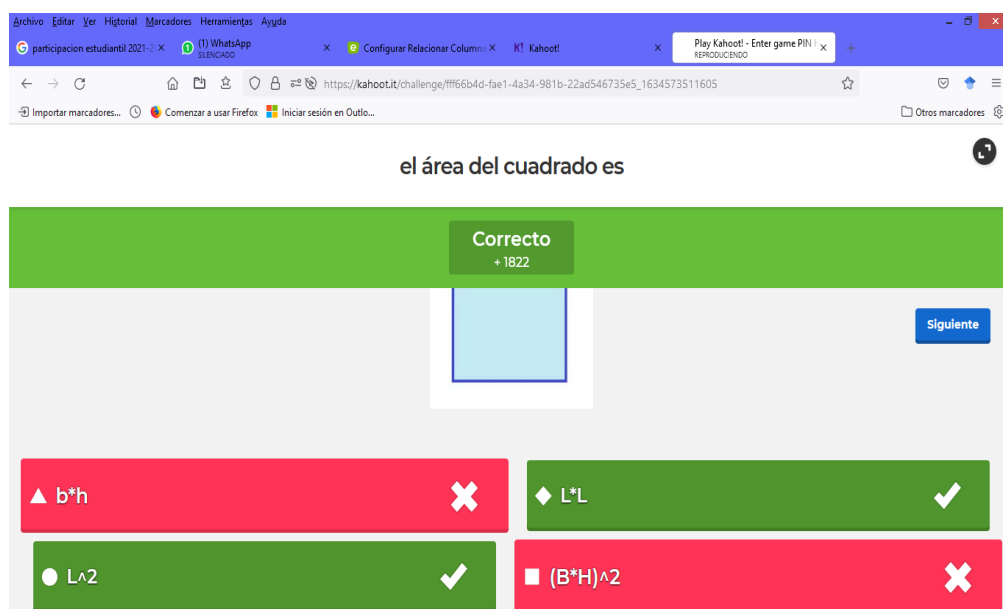 Archivo Editar Ver Historial Marcadores Herramientas Ayuda
participacion estudiantil 2021-2
(1) WhatsApp
SILENCIADO
Configurar Relacionar Column
Kahoot!
Play Kahoot! - Enter game PIN
REPRODUCIENDO
https://kahoot.it/challenge/fff66b4d-fae1-4a34-981b-22ad546735e5_1634573511605
Importar marcadores...
Comenzar a usar Firefox
Iniciar sesión en Outlo...
Otros marcadores
el área del cuadrado es
Correcto
+ 1822
Siguiente
b*h
L*L
L^2
(B*H)^2